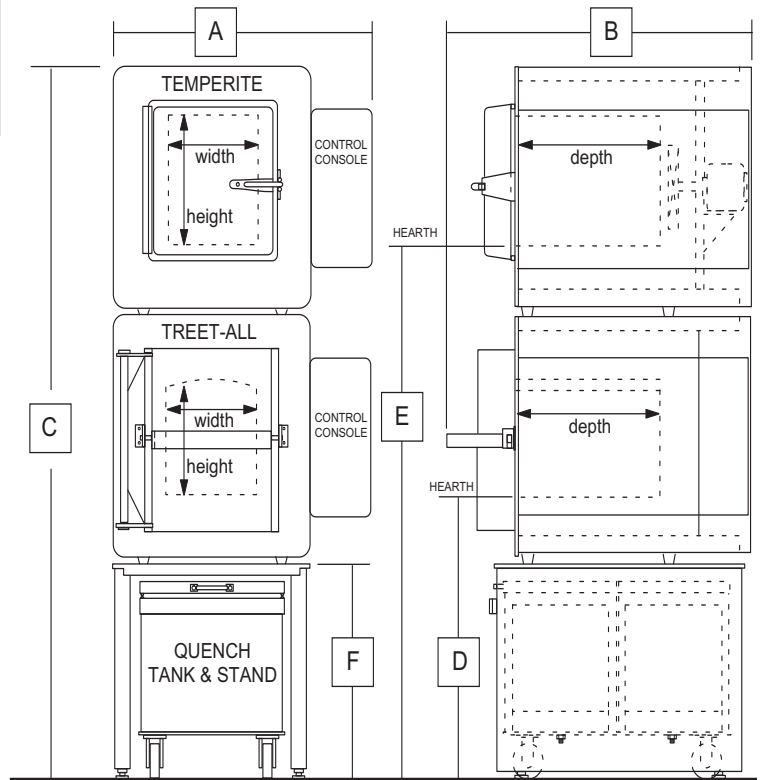 A
B
TEMPERITE
width
height
CONTROL
CONSOLE
depth
HEARTH
TREET-ALL
width
height
CONTROL
CONSOLE
C
E
depth
HEARTH
QUENCH
TANK & STAND
F
D